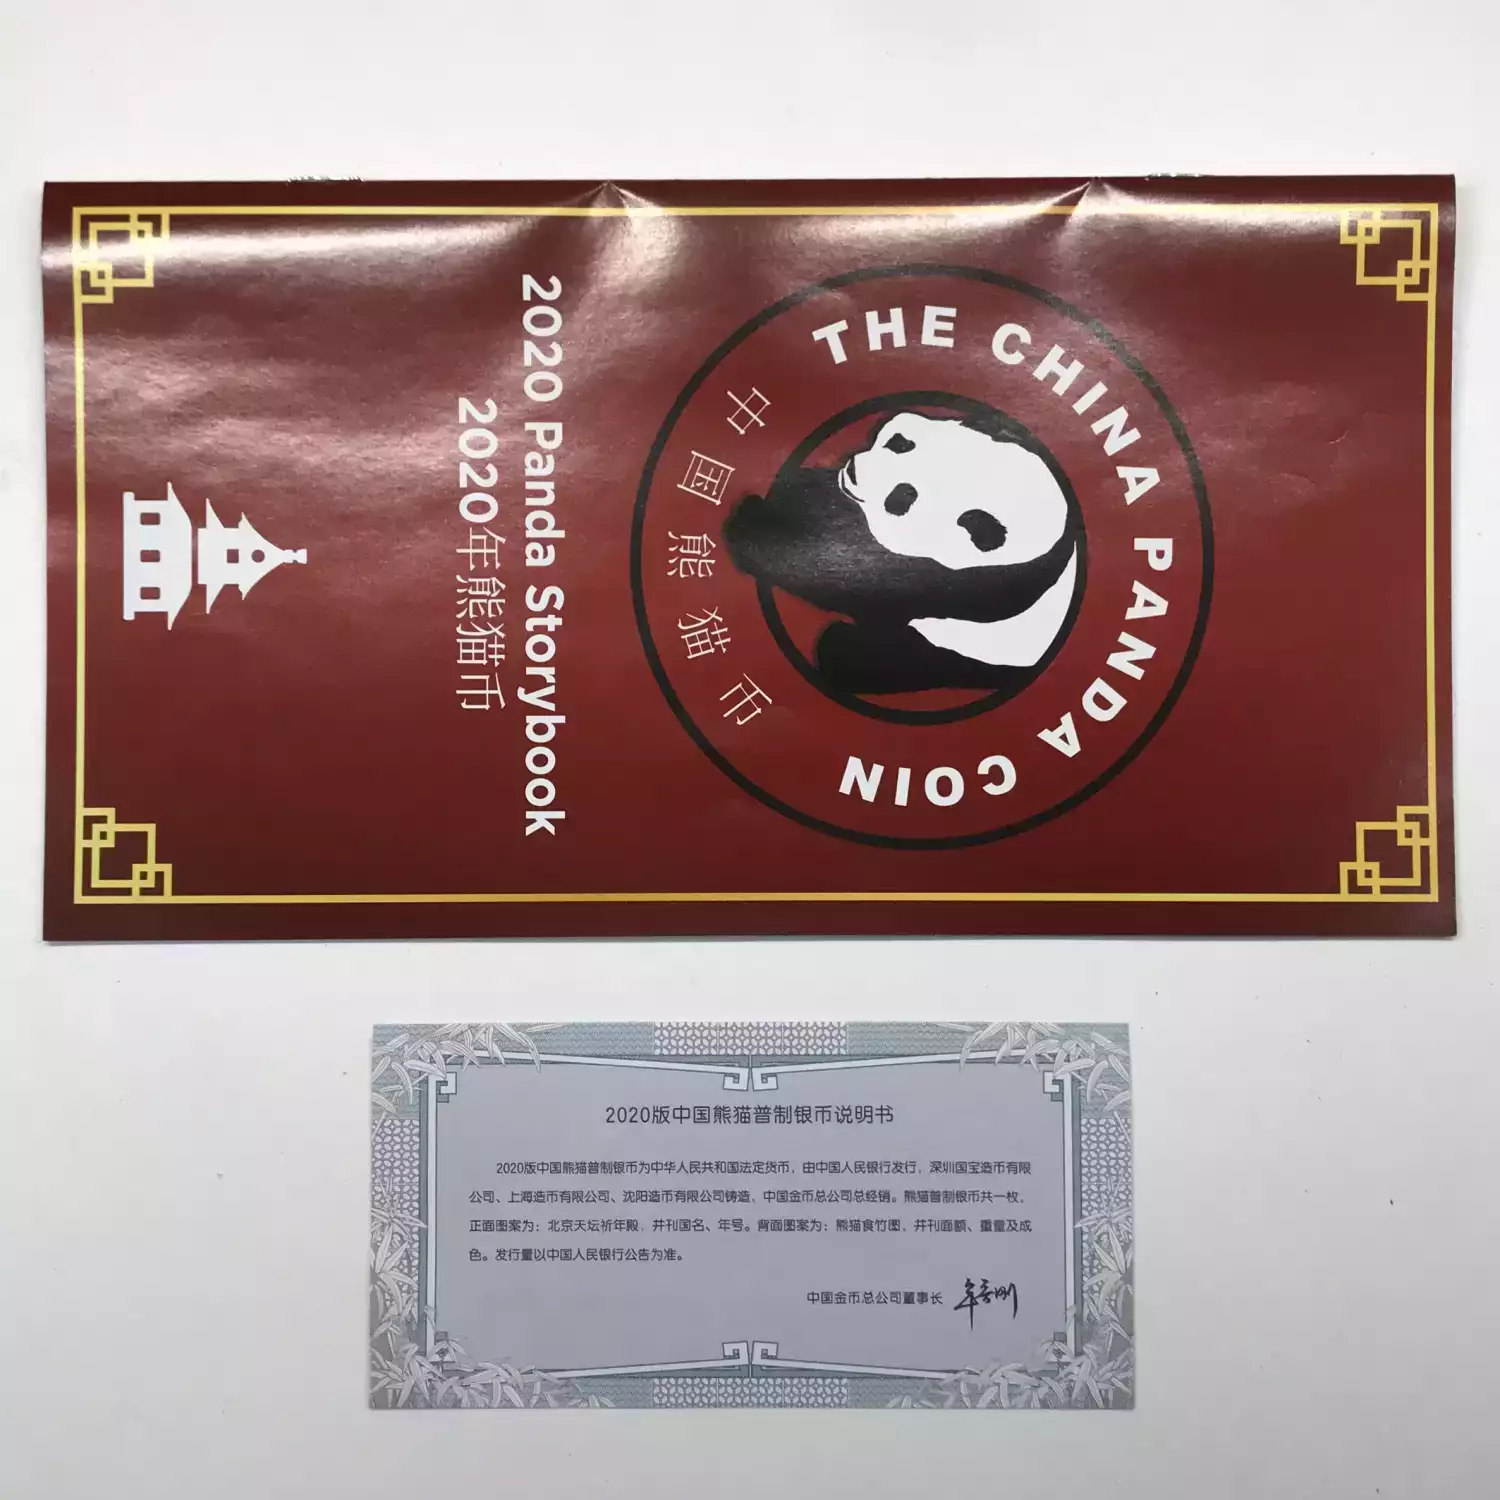 THE CHINA PANDA COIN
中国熊猫币
2020 Panda Storybook
2020年熊猫币
2020版中国熊猫普制银币说明书
2020版中国熊猫普制银币为中华人民共和国法定货币，由中国人民银行发行，深圳国宝造币有限
公司、上海造币有限公司、沈阳造币有限公司铸造，中国金币总公司总经销。熊猫普制银币共一枚，
正面图案为：北京天坛祈年殿，并刊国名、年号。背面图案为：熊猫食竹图，并刊面额、重量及成
色。发行量以中国人民银行公告为准。
中国金币总公司董事长